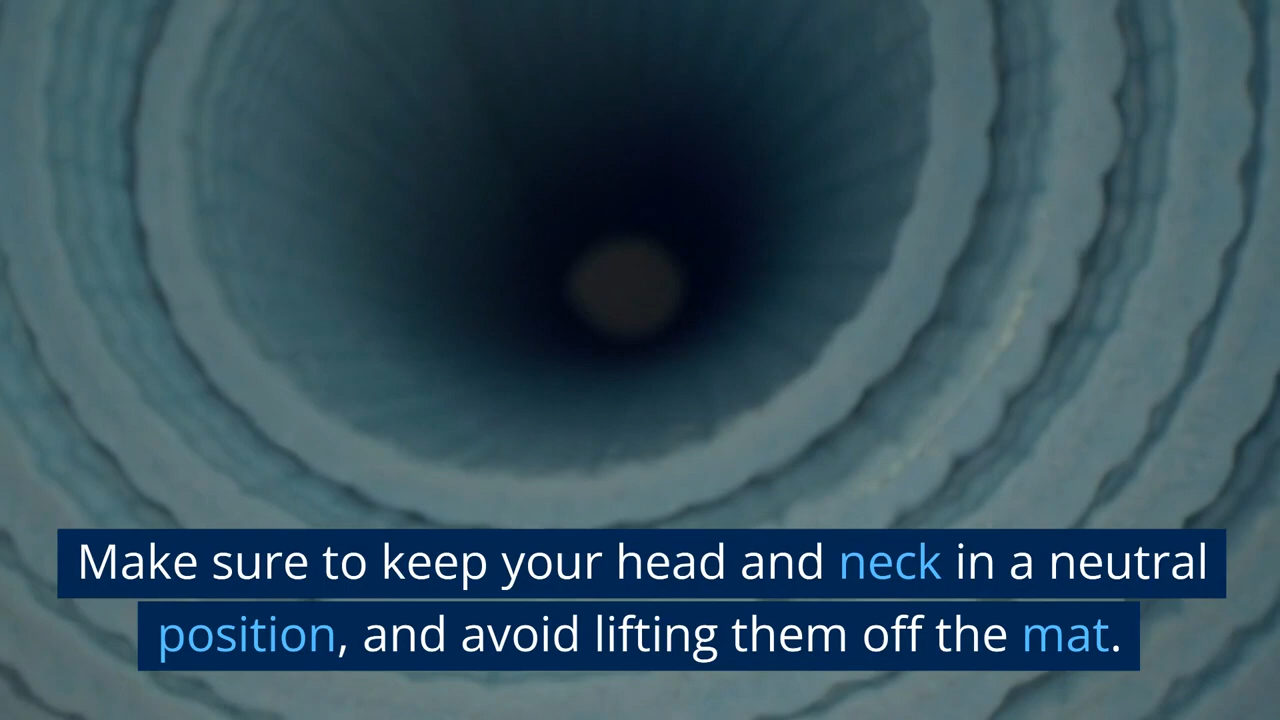 Make sure to keep your head and neck in a neutral
position, and avoid lifting them off the mat.